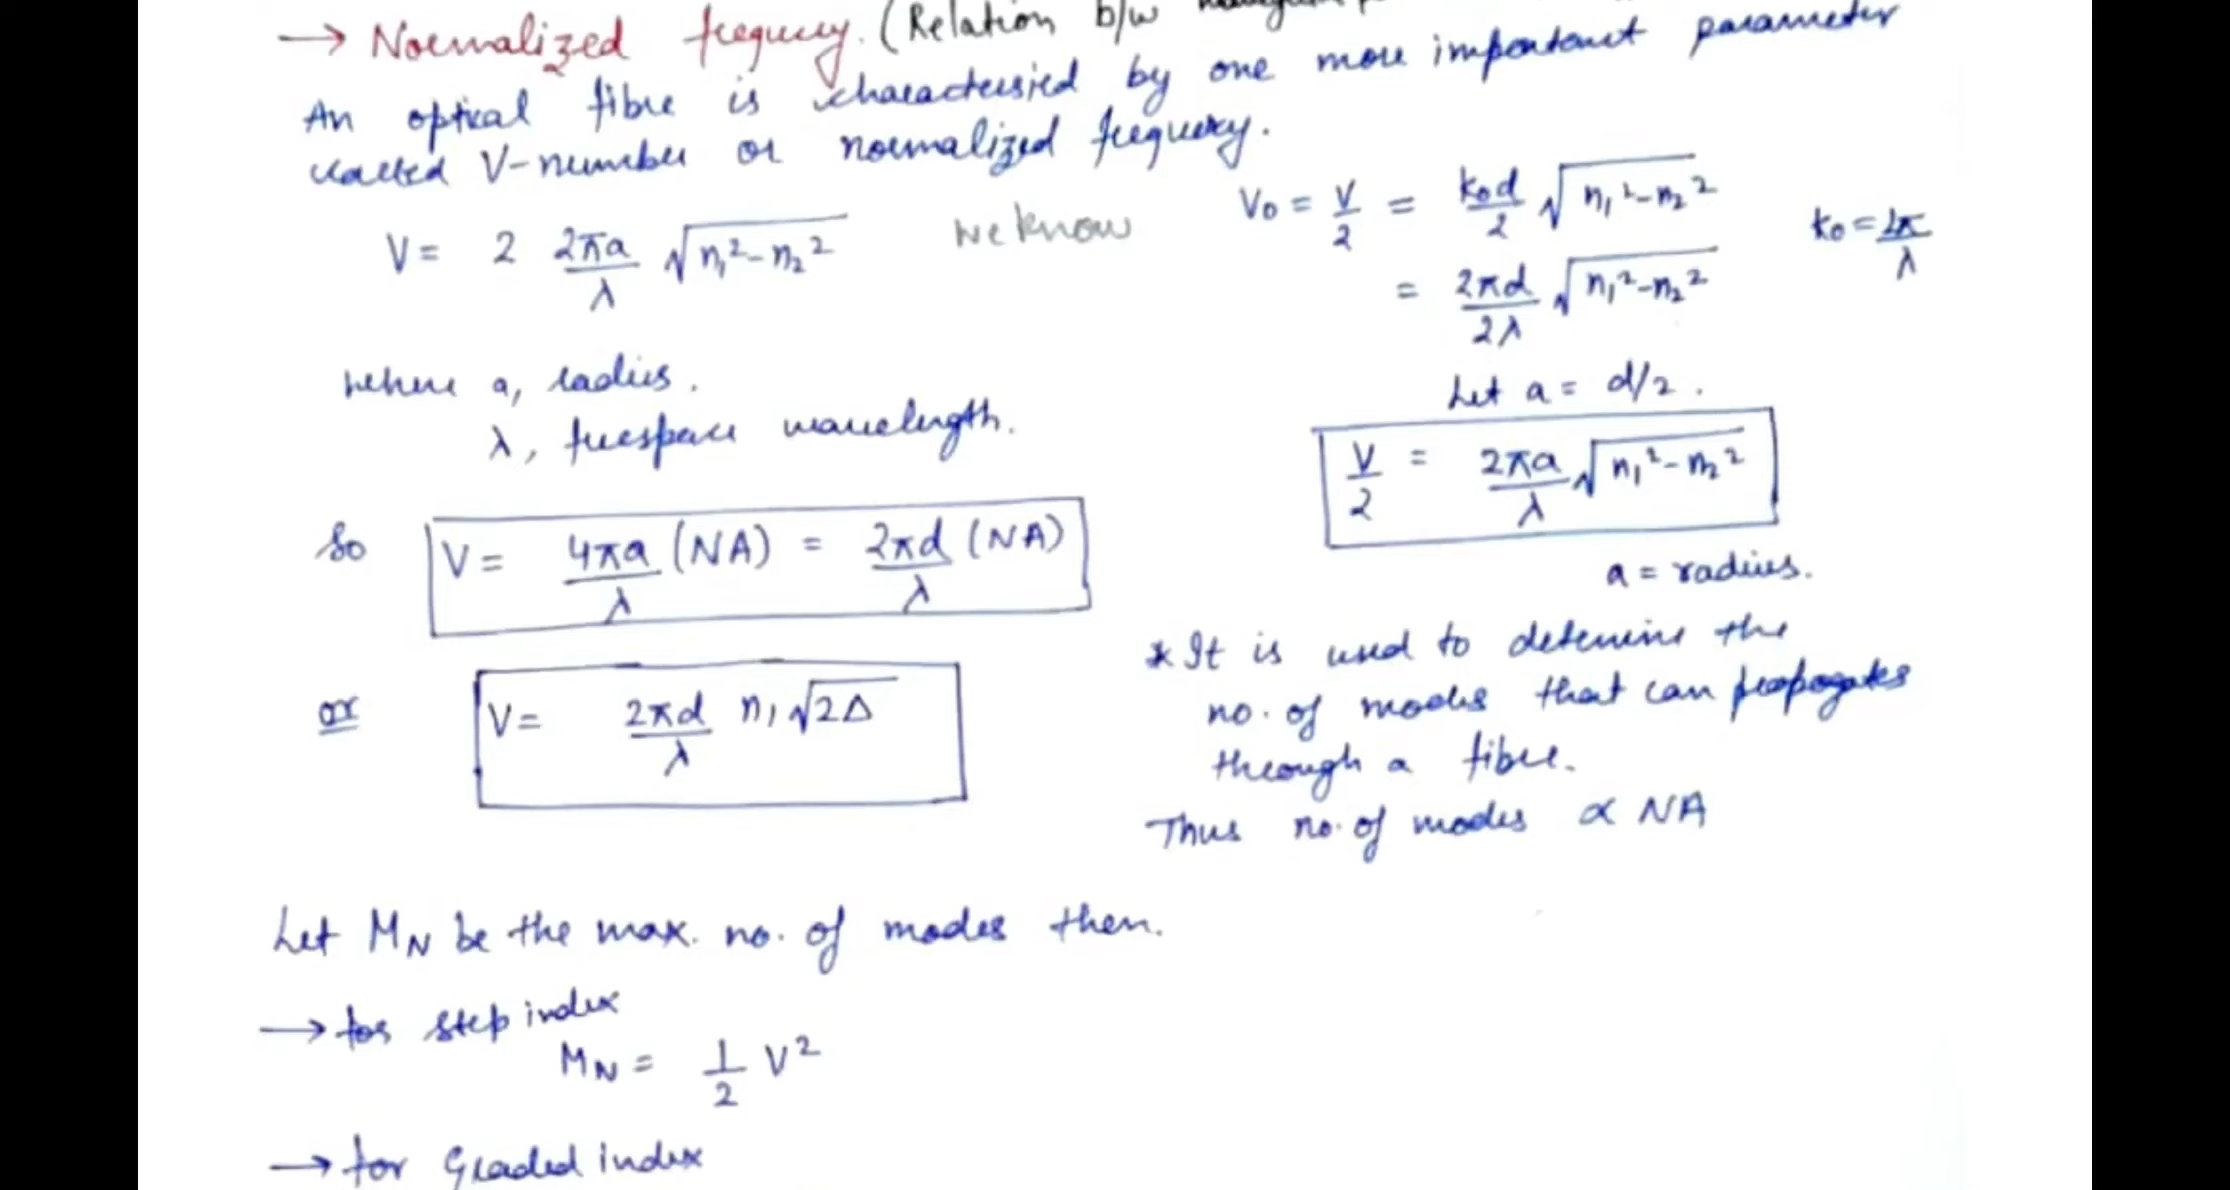 → Normalized frequency. (Relation b/w
An optical fibre is characterised by one more important parameter
called V-number or normalized frequency.
V = 2 2πa/λ √n₁²-n₂² we know
V₀ = V/2 = k₀d/2 √n₁²-n₂²
k₀ = 2π/λ
= 2πd/2λ √n₁²-n₂²
where a, radius.
λ, freespace wavelength.
Let a = d/2.
V/2 = 2πa/λ √n₁²-n₂²
a = radius.
So V = 4πa/λ (NA) = 2πd/λ (NA)
or V = 2πd/λ n₁√2Δ
* It is used to determine the
no. of modes that can propogates
through a fibre.
Thus no. of modes ∝ NA
Let M_N be the max. no. of modes then.
→ for step index
M_N = 1/2 V²
→ for Graded index